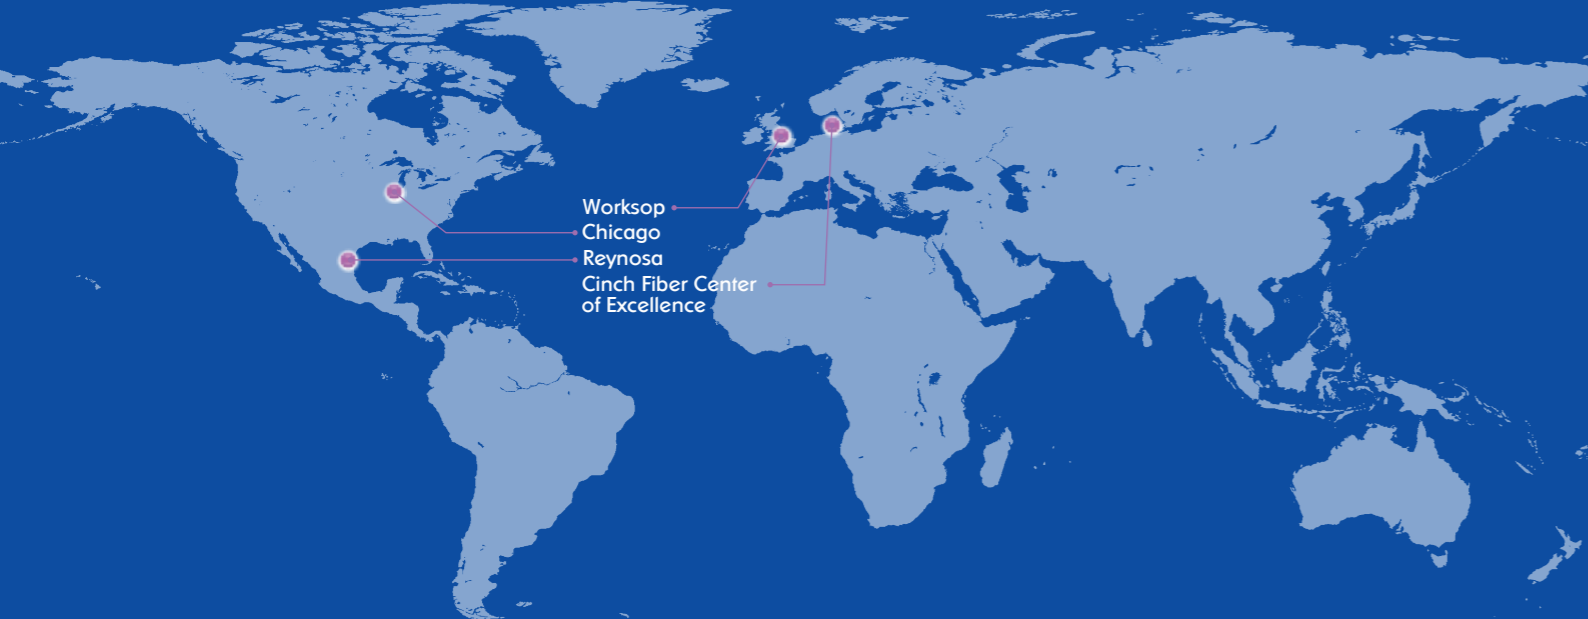 Worksop
Chicago
Reynosa
Cinch Fiber Center
of Excellence